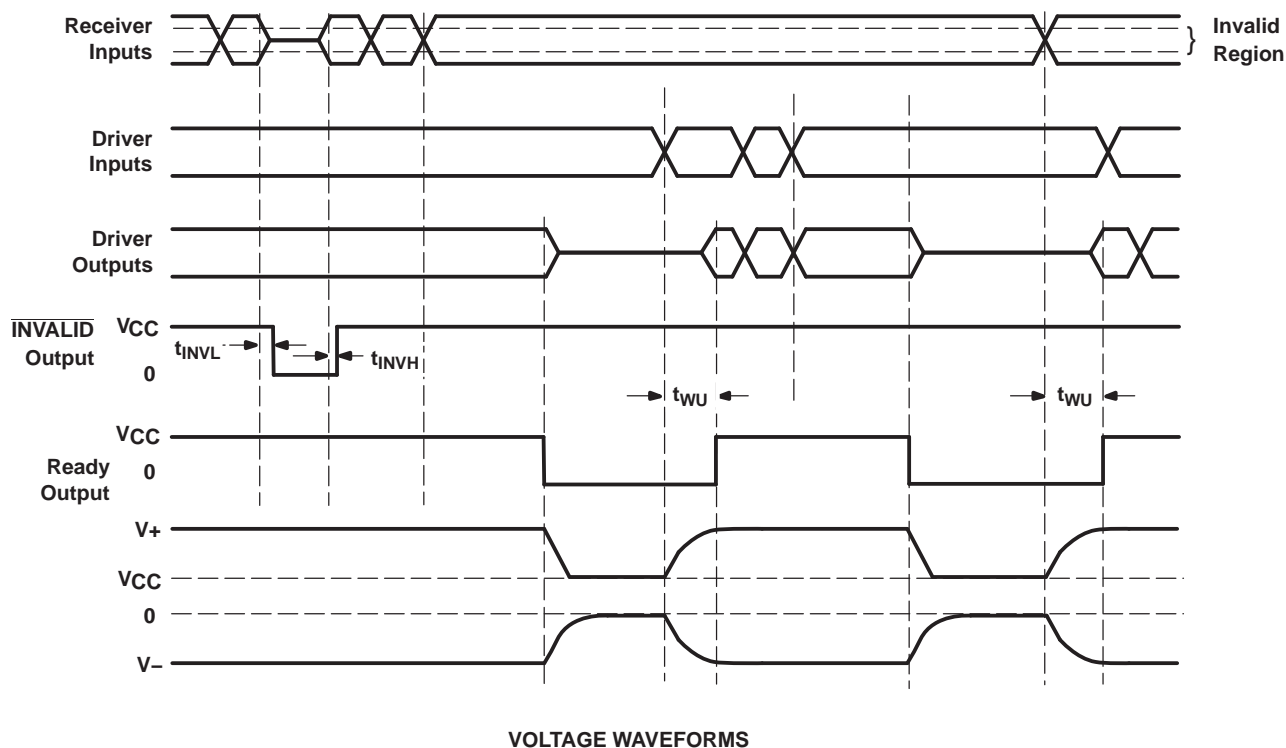 Receiver
Inputs
Invalid
Region
}
Driver
Inputs
Driver
Outputs
INVALID
Output
VCC
0
tINVL
tINVH
tWU
tWU
Ready
Output
VCC
0
V+
VCC
0
V–
VOLTAGE WAVEFORMS